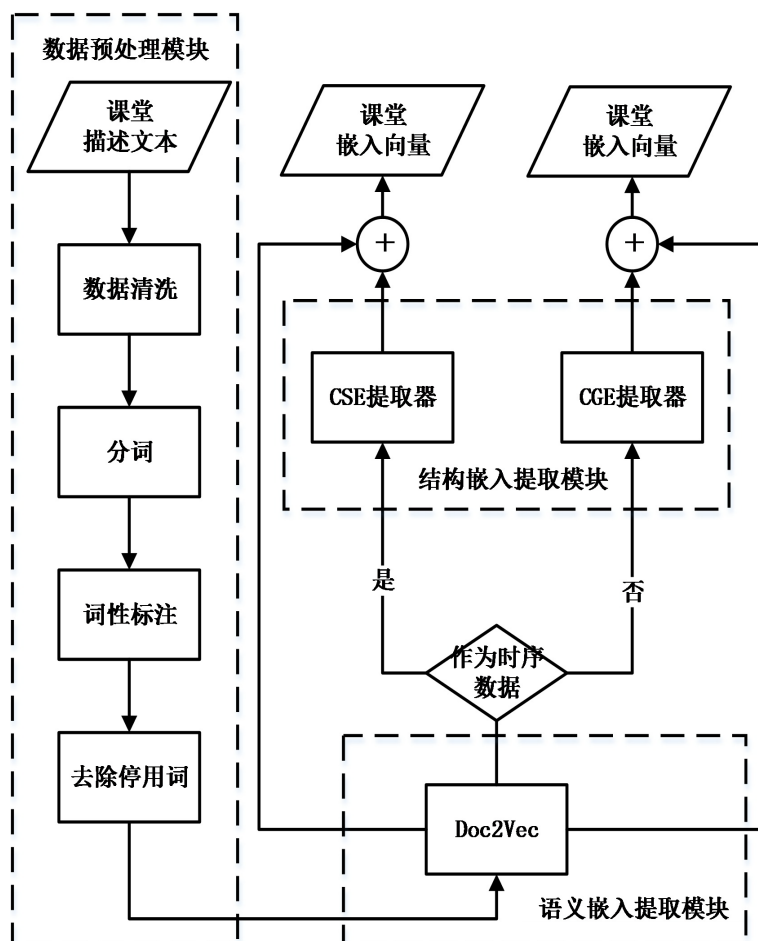 数据预处理模块
课堂
描述文本
数据清洗
分词
词性标注
去除停用词
课堂
嵌入向量
课堂
嵌入向量
+
+
CSE提取器
CGE提取器
结构嵌入提取模块
是
否
作为时序
数据
Doc2Vec
语义嵌入提取模块